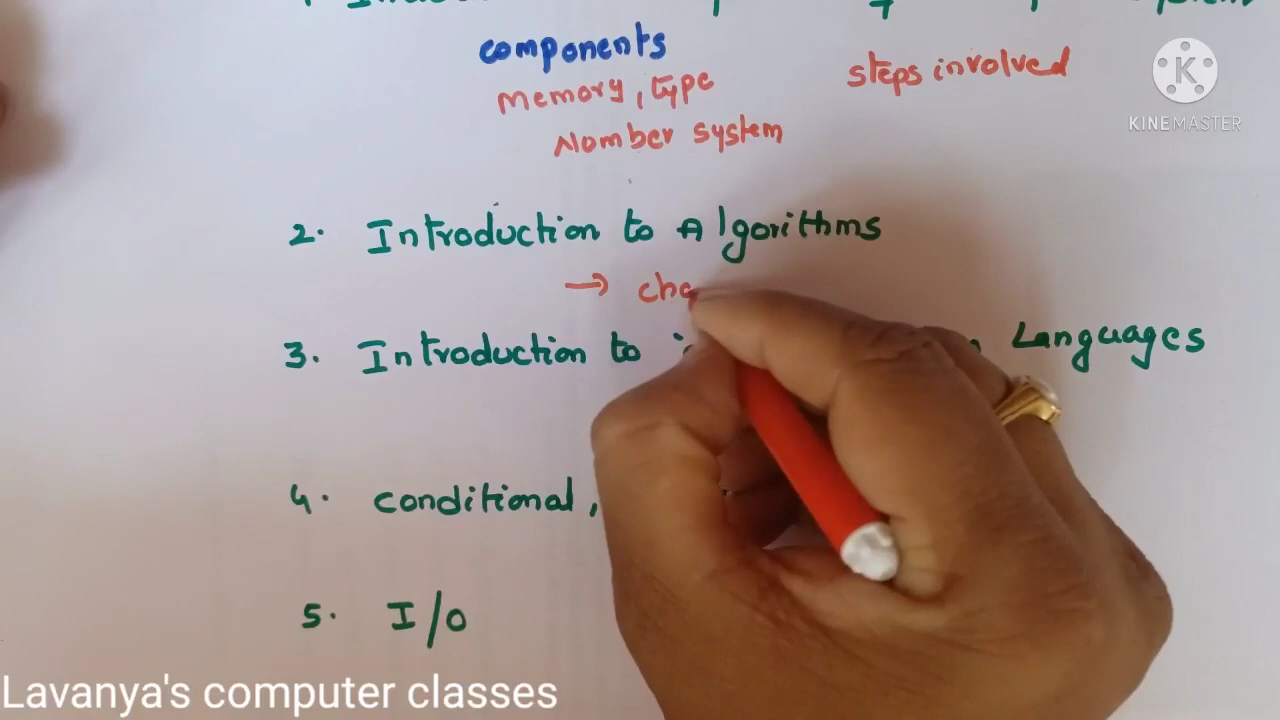 components
Memory, type
steps involved
Nomber system
KINEMASTER
2. Introduction to Algorithms
→ cha
3. Introduction to Languages
4. conditional,
5. I/O
Lavanya's computer classes